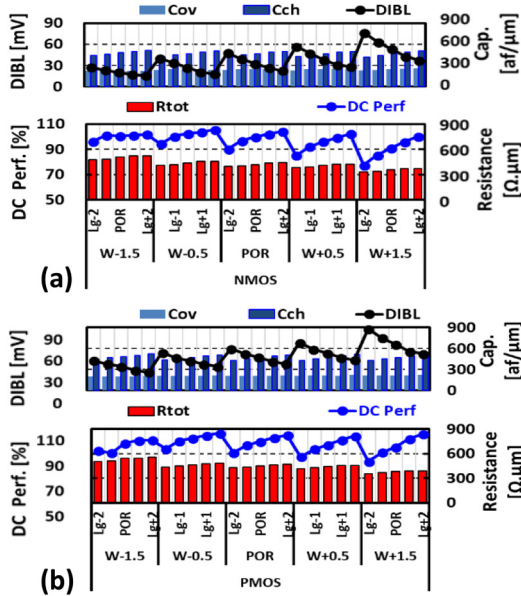 Cov Cch DIBL
DIBL [mV]
90
60
30
0
900
600
300
0
Cap.
[af/µm]
Rtot DC Perf
DC Perf. [%]
110
90
70
50
900
600
300
0
Resistance
[Ω.µm]
Lg-2 POR Lg+2 Lg-1 Lg+1 Lg-2 POR Lg+2 Lg-1 Lg+1 Lg-2 POR Lg+2
W-1.5 W-0.5 POR W+0.5 W+1.5
(a)
NMOS
Cov Cch DIBL
DIBL [mV]
90
60
30
0
900
600
300
0
Cap.
[af/µm]
Rtot DC Perf
DC Perf. [%]
110
90
70
50
900
600
300
0
Resistance
[Ω.µm]
Lg-2 POR Lg+2 Lg-1 Lg+1 Lg-2 POR Lg+2 Lg-1 Lg+1 Lg-2 POR Lg+2
W-1.5 W-0.5 POR W+0.5 W+1.5
(b)
PMOS